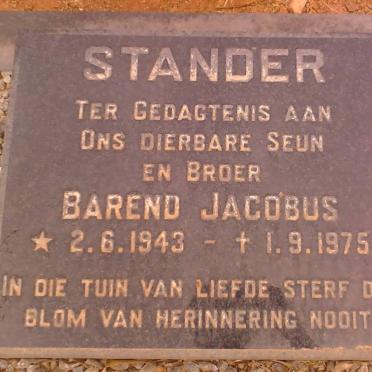 STANDER
TER GEDAGTENIS AAN
ONS DIERBARE SEUN
EN BROER
BAREND JACOBUS
★ 2.6.1943 - ✝ 1.9.1975
IN DIE TUIN VAN LIEFDE STERF
BLOM VAN HERINNERING NOOIT